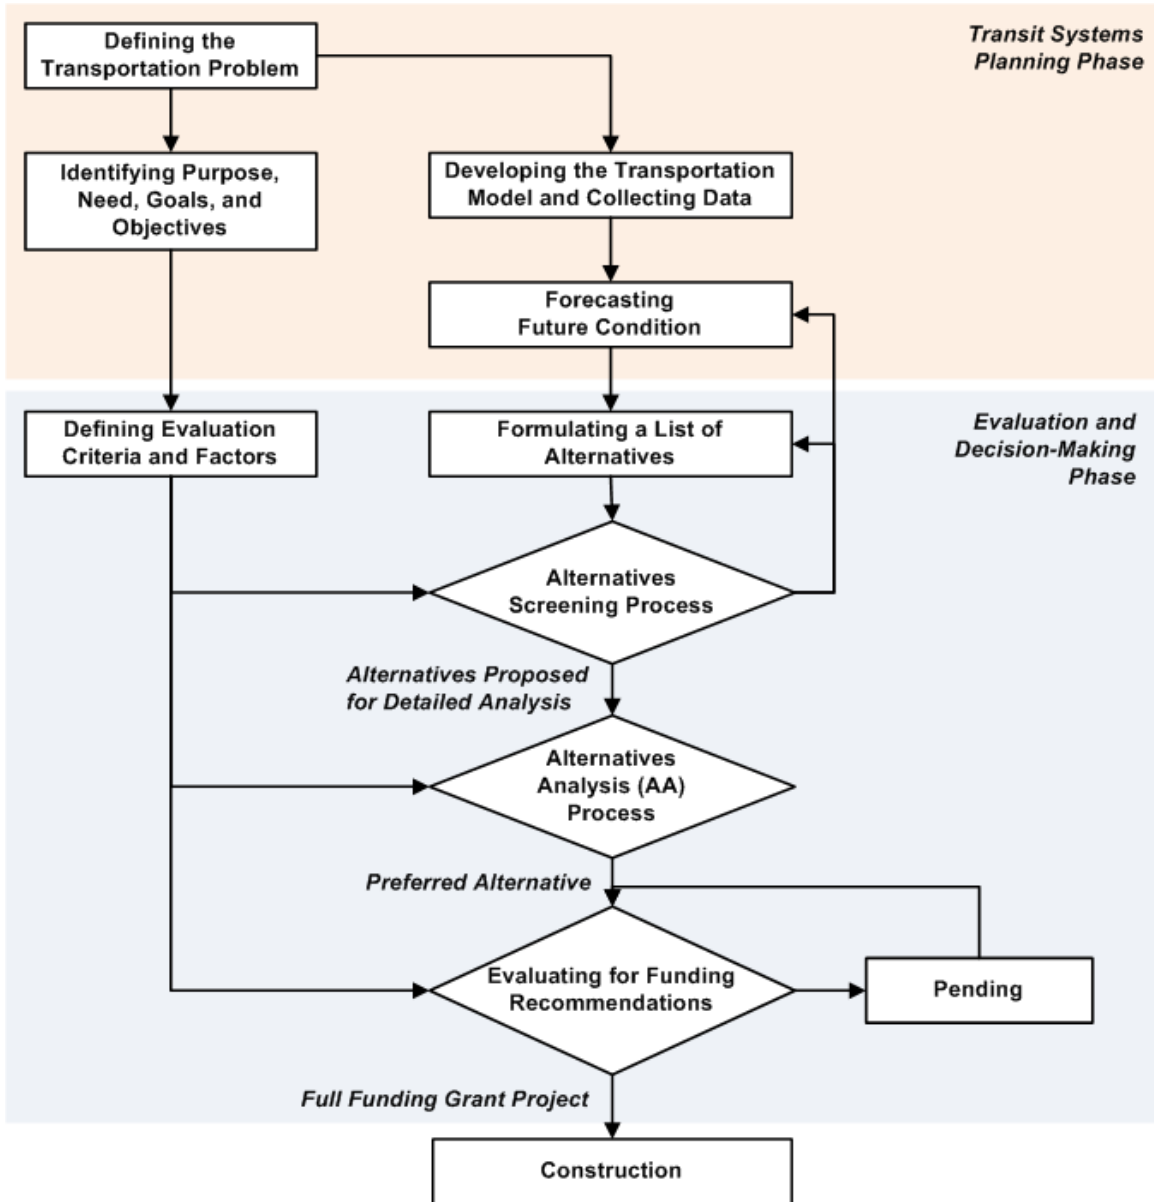 Defining the
Transportation Problem
Transit Systems
Planning Phase
Identifying Purpose,
Need, Goals, and
Objectives
Developing the Transportation
Model and Collecting Data
Forecasting
Future Condition
Defining Evaluation
Criteria and Factors
Formulating a List of
Alternatives
Evaluation and
Decision-Making
Phase
Alternatives
Screening Process
Alternatives Proposed
for Detailed Analysis
Alternatives
Analysis (AA)
Process
Preferred Alternative
Evaluating for Funding
Recommendations
Pending
Full Funding Grant Project
Construction